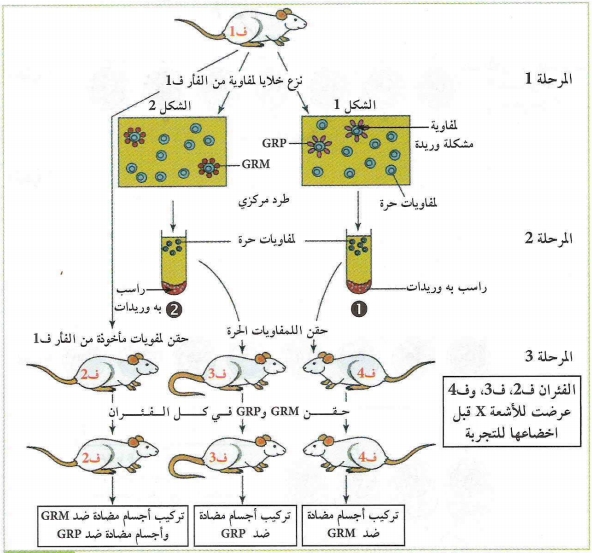 ف1
المرحلة 1
نزع خلايا لمفاوية من الفأر ف1
الشكل 1
الشكل 2
لمفاوية
مشكلة وريدة
GRP
GRM
لمفاويات حرة
طرد مركزي
المرحلة 2
لمفاويات حرة
راسب به وريدات
1
راسب
به وريدات
2
حقن اللمفاويات الحرة
حقن لمفويات مأخوذة من الفأر ف1
المرحلة 3
ف4
ف3
ف2
الفئران ف2، ف3، وف4
عرضت للأشعة X قبل
اخضاعها للتجربة
حقن GRM وGRP في كل الفئران
ف4
ف3
ف2
تركيب أجسام مضادة
ضد GRM
تركيب أجسام مضادة
ضد GRP
تركيب أجسام مضادة ضد GRM
وأجسام مضادة ضد GRP